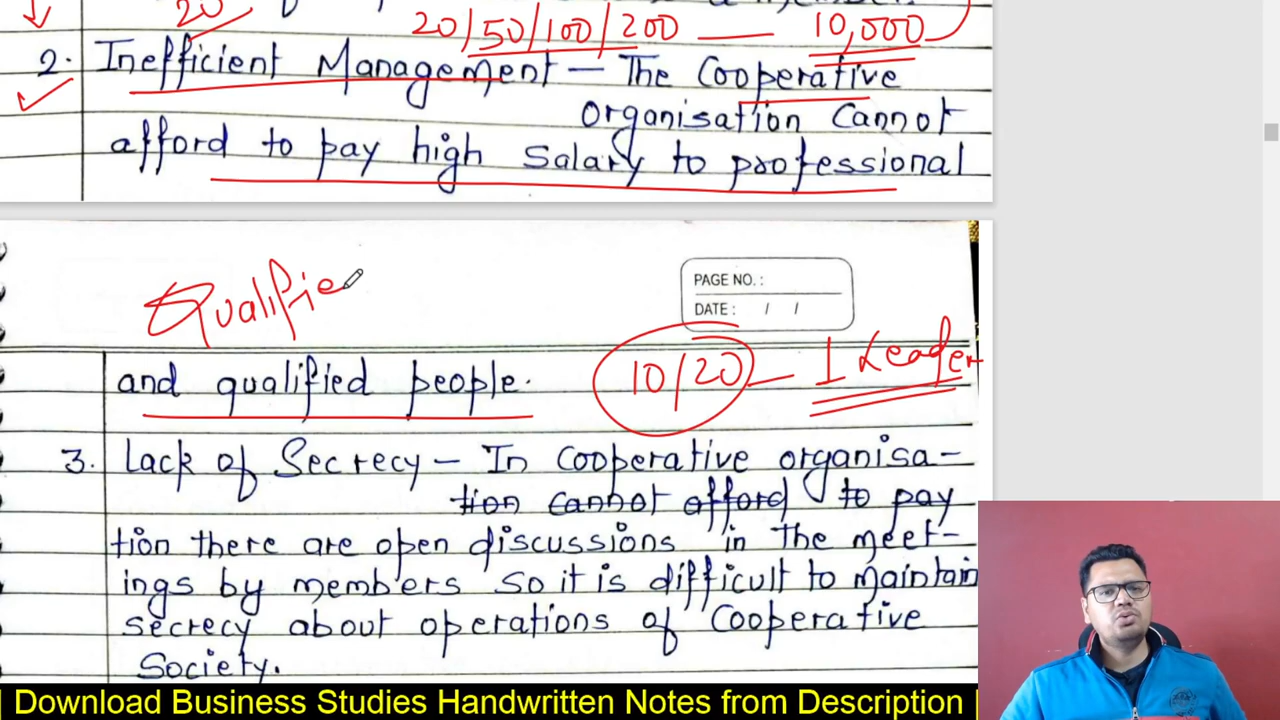 20
20/50/100/200 — 10,000
2. Inefficient Management — The Cooperative
organisation cannot
afford to pay high salary to professional
Qualifie
PAGE NO. :
DATE : / /
and qualified people. 10/20 — 1 Leader
3. Lack of Secrecy — In cooperative organisa-
tion cannot afford to pay
tion there are open discussions in the meet-
ings by members so it is difficult to maintain
secrecy about operations of Cooperative
Society.
| Download Business Studies Handwritten Notes from Description |